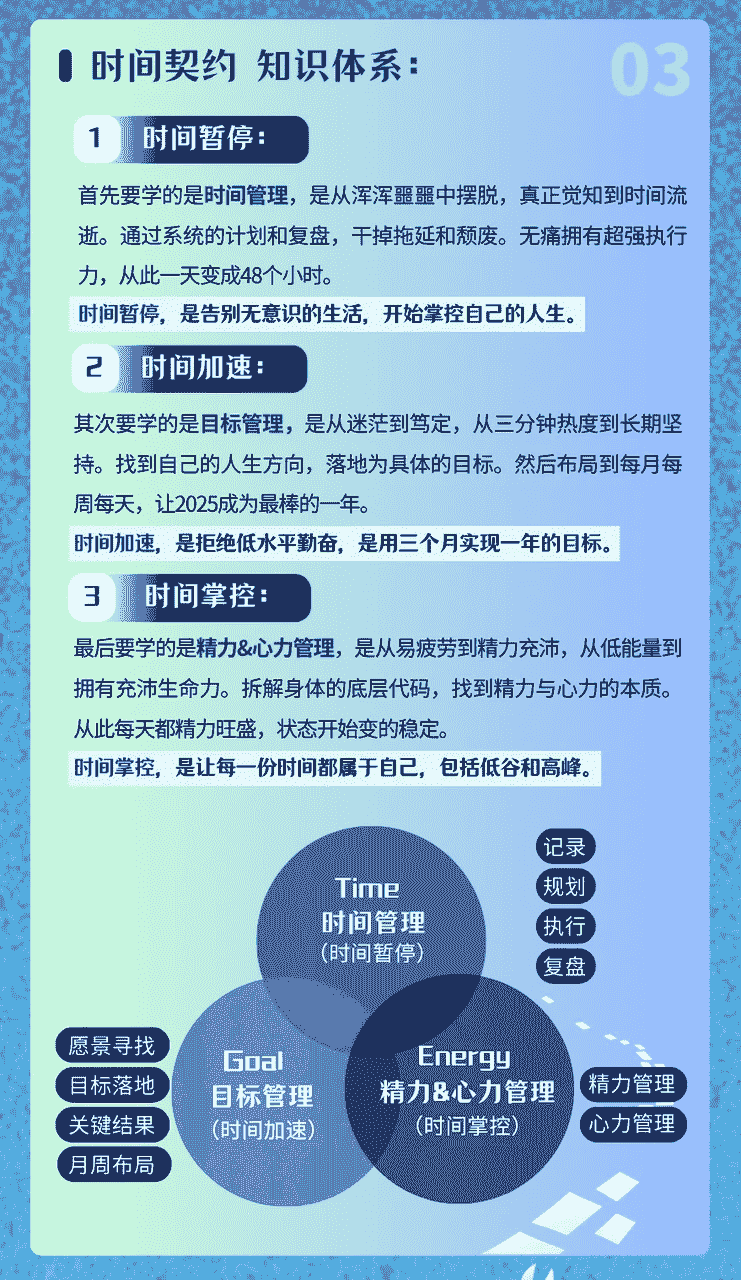 时间契约 知识体系：
03
1 时间暂停：
首先要学的是时间管理，是从浑浑噩噩中摆脱，真正觉知到时间流
逝。通过系统的计划和复盘，干掉拖延和颓废。无痛拥有超强执行
力，从此一天变成48个小时。
时间暂停，是告别无意识的生活，开始掌控自己的人生。
2 时间加速：
其次要学的是目标管理，是从迷茫到笃定，从三分钟热度到长期坚
持。找到自己的人生方向，落地为具体的目标。然后布局到每月每
周每天，让2025成为最棒的一年。
时间加速，是拒绝低水平勤奋，是用三个月实现一年的目标。
3 时间掌控：
最后要学的是精力&心力管理，是从易疲劳到精力充沛，从低能量到
拥有充沛生命力。拆解身体的底层代码，找到精力与心力的本质。
从此每天都精力旺盛，状态开始变的稳定。
时间掌控，是让每一份时间都属于自己，包括低谷和高峰。
Time
时间管理
（时间暂停）
记录
规划
执行
复盘
愿景寻找
目标落地
关键结果
月周布局
Goal
目标管理
（时间加速）
Energy
精力&心力管理
（时间掌控）
精力管理
心力管理